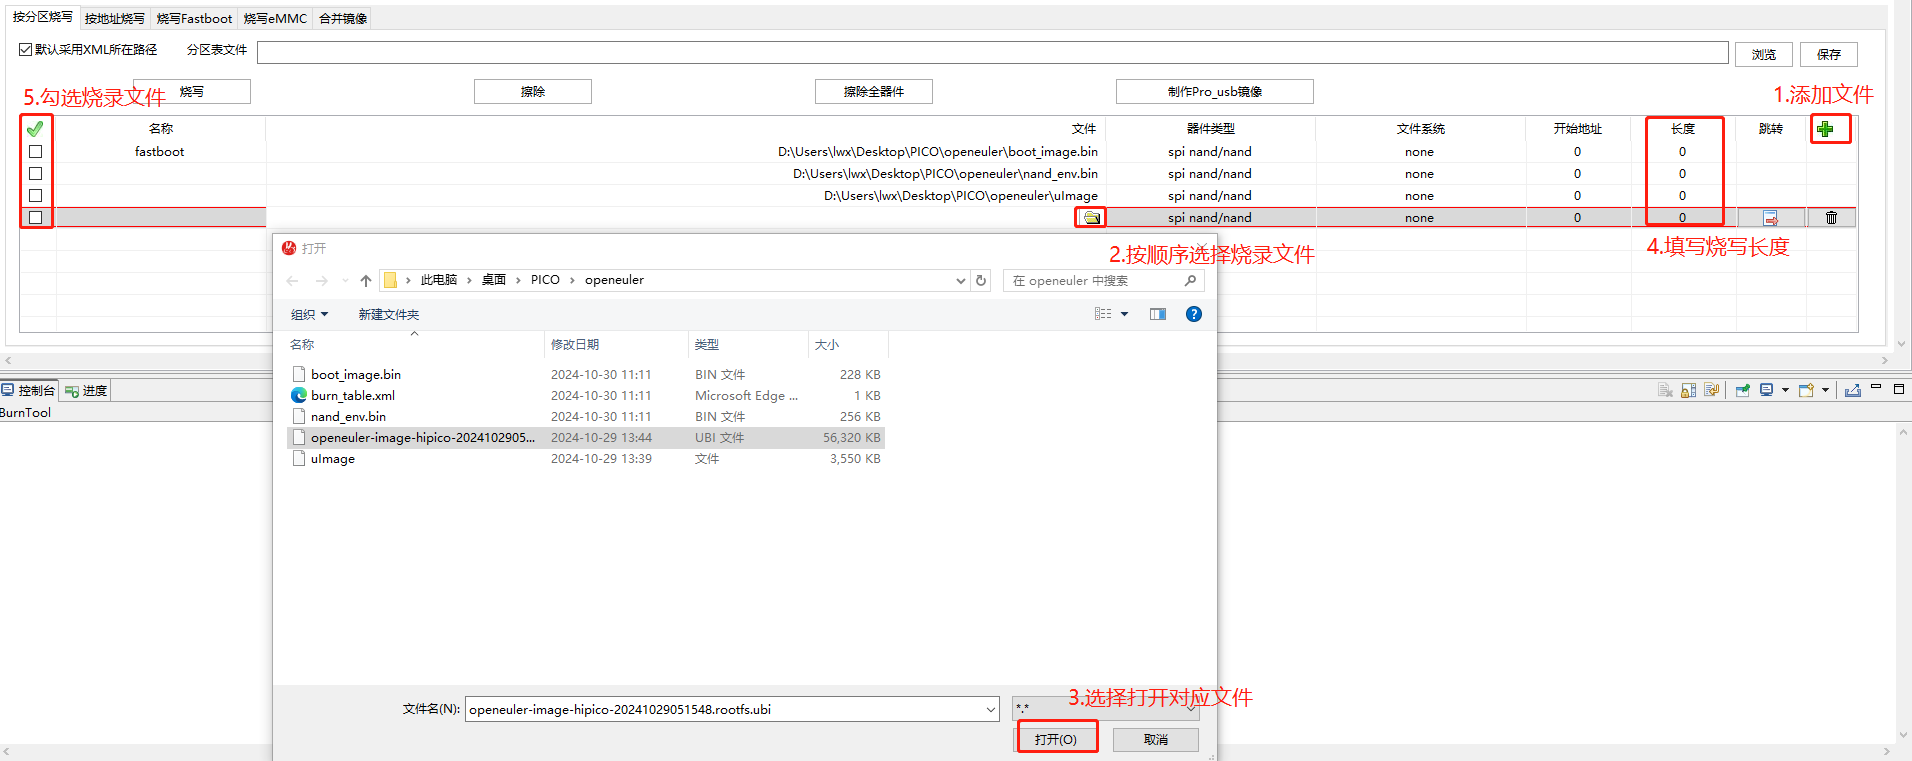 按分区烧写 按地址烧写 烧写Fastboot 烧写eMMC 合并镜像
默认采用XML所在路径 分区表文件 浏览 保存
5.勾选烧录文件 烧写 擦除 擦除全器件 制作Pro_usb镜像 1.添加文件
名称 文件 器件类型 文件系统 开始地址 长度 跳转
fastboot D:\Users\lwx\Desktop\PICO\openeuler\boot_image.bin spi nand/nand none 0 0
D:\Users\lwx\Desktop\PICO\openeuler\nand_env.bin spi nand/nand none 0 0
D:\Users\lwx\Desktop\PICO\openeuler\uImage spi nand/nand none 0 0
spi nand/nand none 0 0
打开
2.按顺序选择烧录文件 4.填写烧写长度
此电脑 › 桌面 › PICO › openeuler 在 openeuler 中搜索
组织 新建文件夹
名称 修改日期 类型 大小
boot_image.bin 2024-10-30 11:11 BIN 文件 228 KB
burn_table.xml 2024-10-30 11:11 Microsoft Edge ... 1 KB
nand_env.bin 2024-10-30 11:11 BIN 文件 256 KB
openeuler-image-hipico-2024102905... 2024-10-29 13:44 UBI 文件 56,320 KB
uImage 2024-10-29 13:39 文件 3,550 KB
控制台 进度
BurnTool
3.选择打开对应文件
文件名(N): openeuler-image-hipico-20241029051548.rootfs.ubi *.*
打开(O) 取消